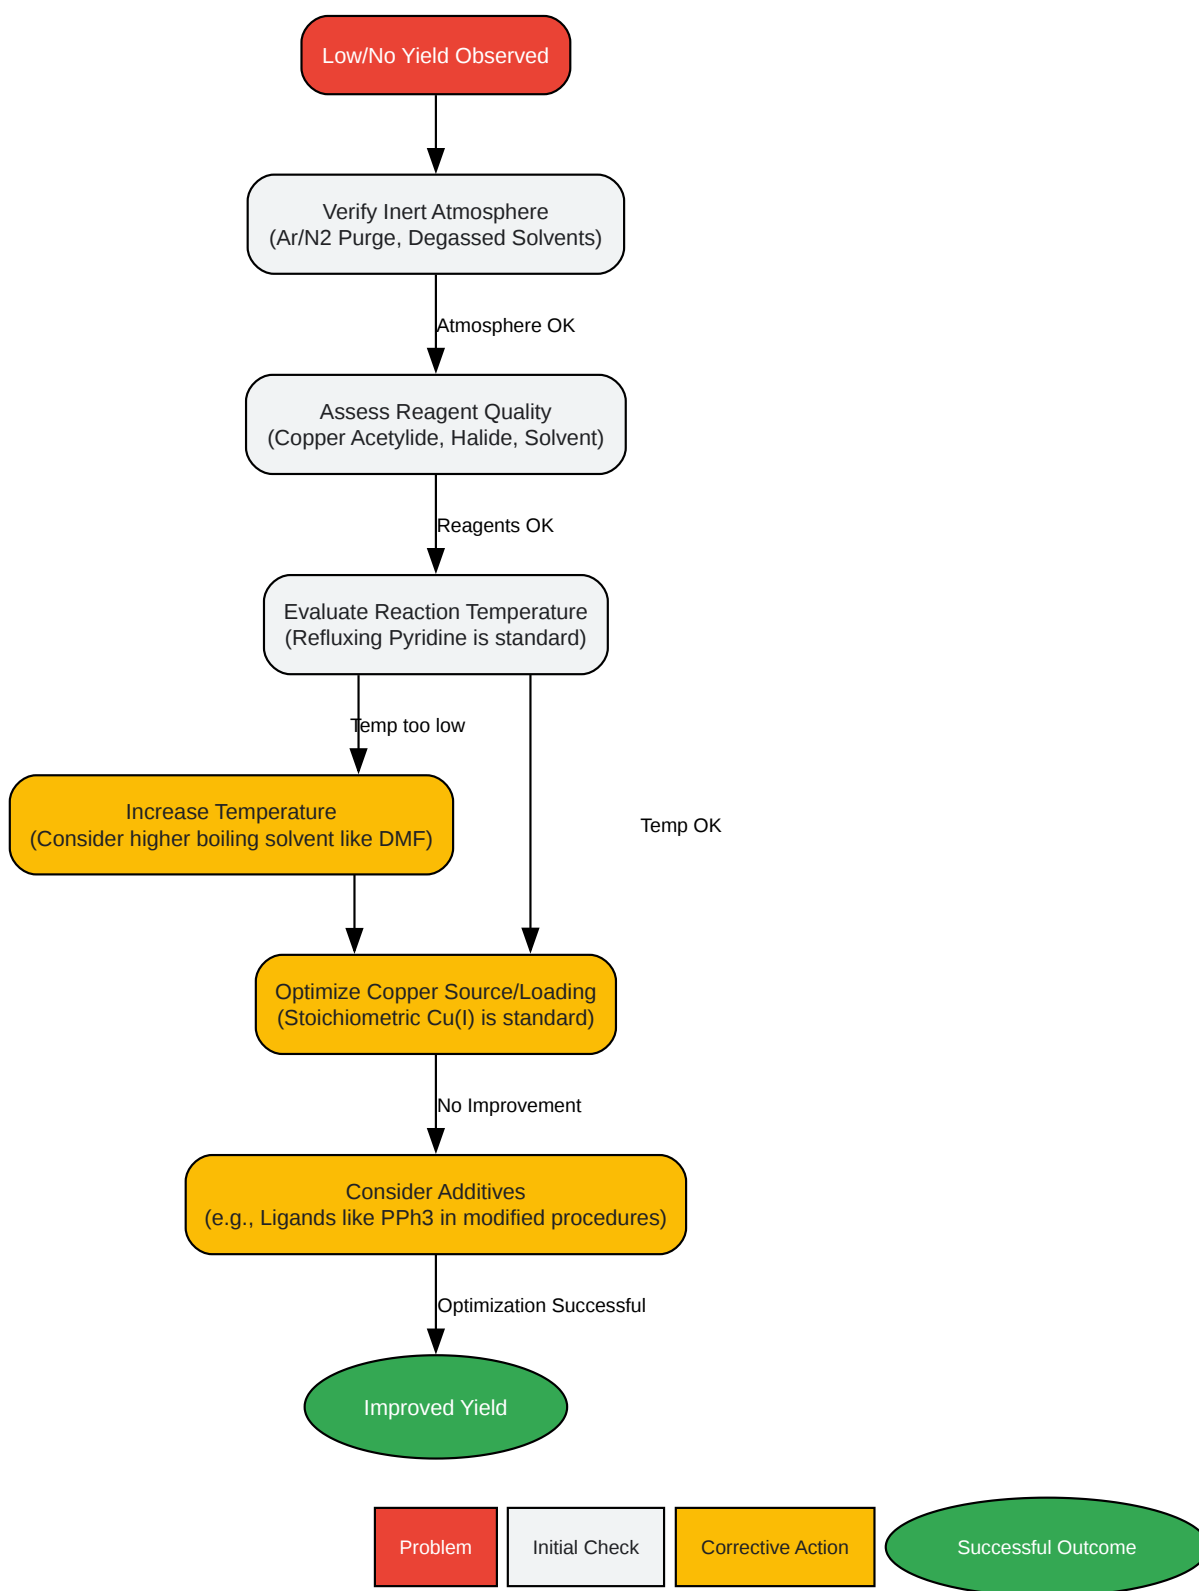 Low/No Yield Observed
Verify Inert Atmosphere
(Ar/N2 Purge, Degassed Solvents)
Atmosphere OK
Assess Reagent Quality
(Copper Acetylide, Halide, Solvent)
Reagents OK
Evaluate Reaction Temperature
(Refluxing Pyridine is standard)
Temp too low
Increase Temperature
(Consider higher boiling solvent like DMF)
Temp OK
Optimize Copper Source/Loading
(Stoichiometric Cu(I) is standard)
No Improvement
Consider Additives
(e.g., Ligands like PPh3 in modified procedures)
Optimization Successful
Improved Yield
Problem
Initial Check
Corrective Action
Successful Outcome